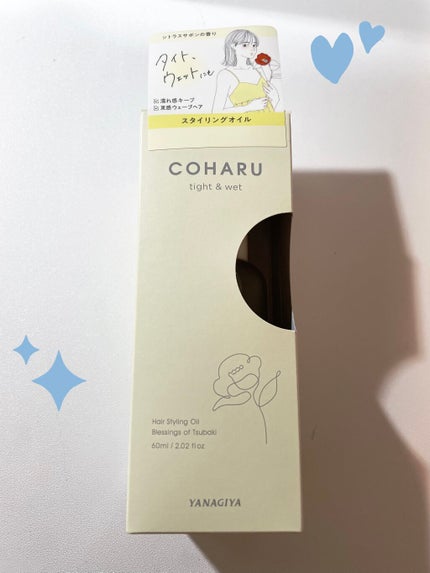 シトラスサボンの香り
タイト、
ウェットにも
濡れ感キープ
束感ウェーブヘア
スタイリングオイル
COHARU
tight & wet
Hair Styling Oil
Blessings of Tsubaki
60ml / 2.02 fl oz.
YANAGIYA